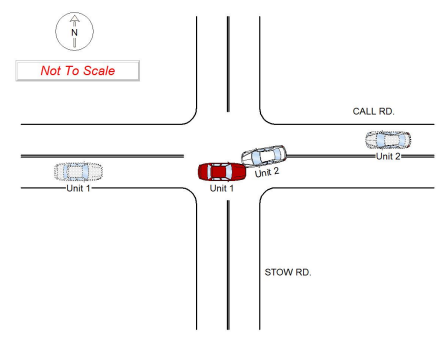 N
Not To Scale
CALL RD.
Unit 2
Unit 1
Unit 1
Unit 2
STOW RD.